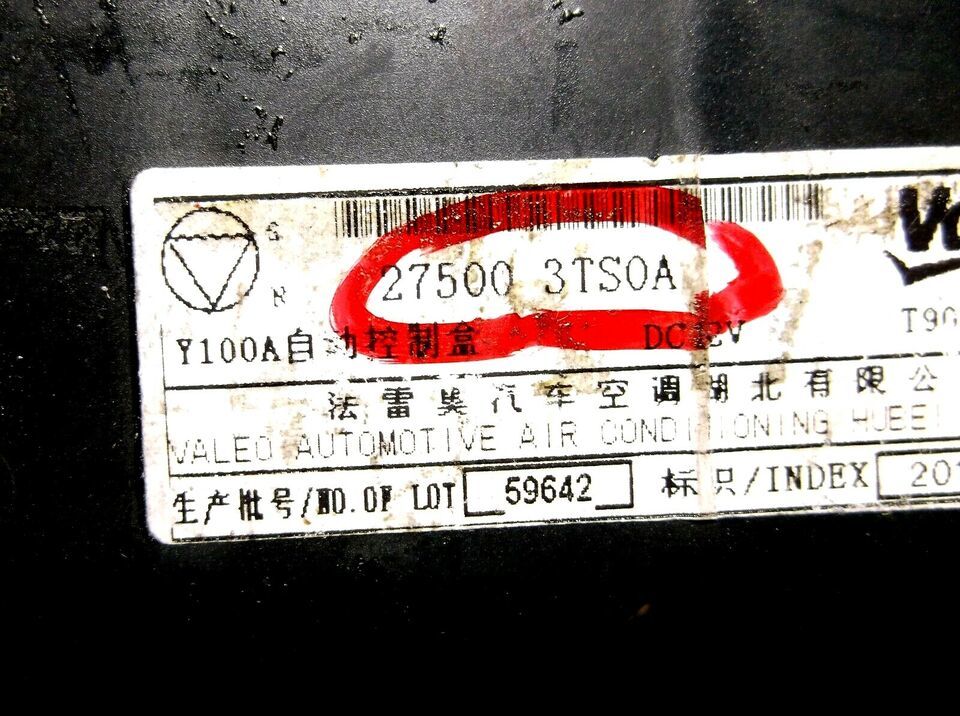 S
N
27500 3TS0A
Y100A自动控制盒 DC12V T90
法雷奥汽车空调湖北有限公
VALEO AUTOMOTIVE AIR CONDITIONING HUBEI
生产批号/NO.OF LOT 59642 标识/INDEX 201